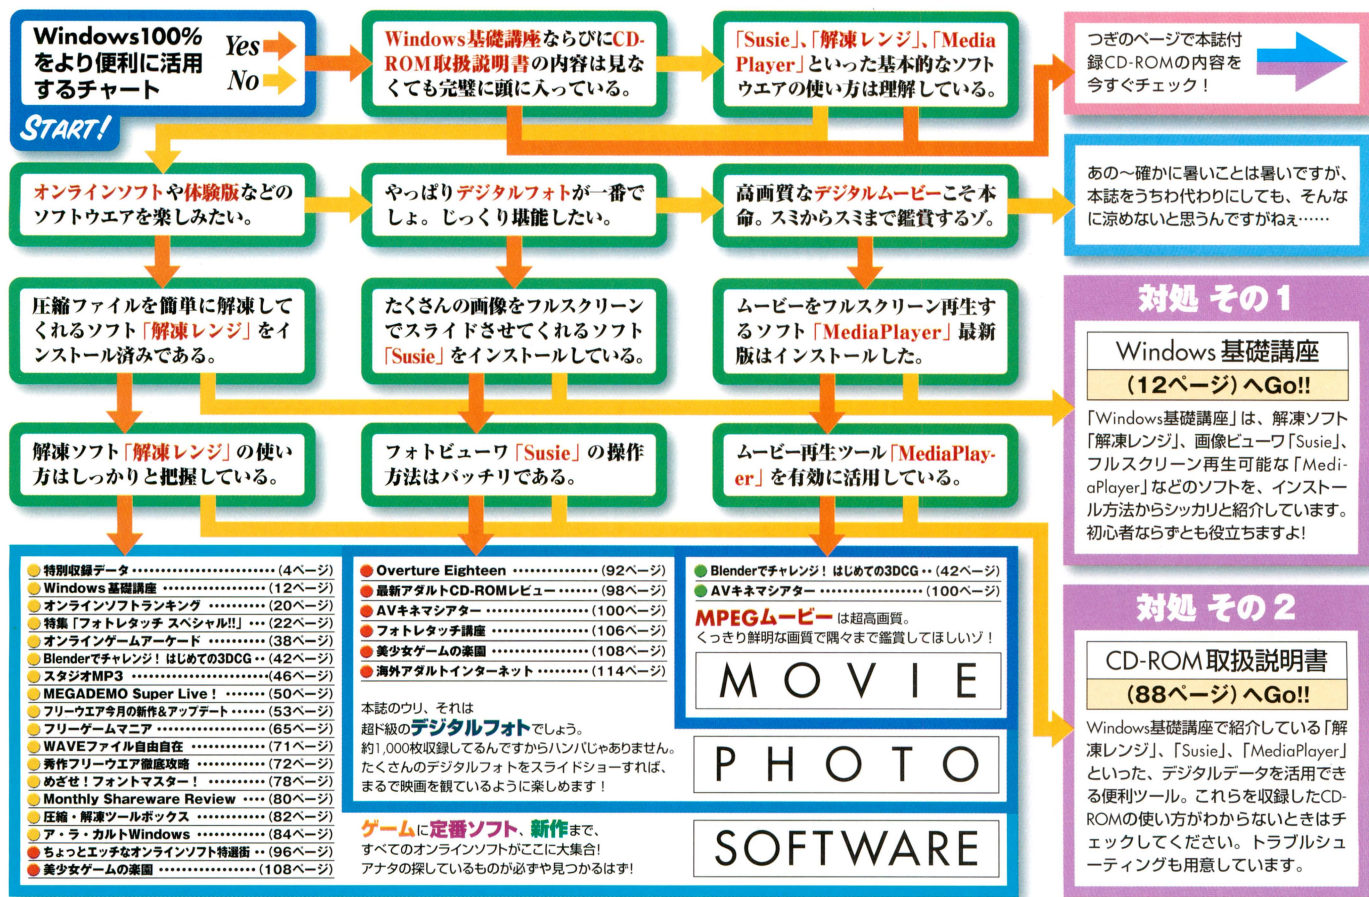 Windows100%
をより便利に活用
するチャート
Yes
No
START!
Windows基礎講座ならびにCD-
ROM取扱説明書の内容は見な
くても完璧に頭に入っている。
「Susie」、「解凍レンジ」、「Media
Player」といった基本的なソフト
ウエアの使い方は理解している。
つぎのページで本誌付
録CD-ROMの内容を
今すぐチェック！
オンラインソフトや体験版などの
ソフトウエアを楽しみたい。
やっぱりデジタルフォトが一番で
しょ。じっくり堪能したい。
高画質なデジタルムービーこそ本
命。スミからスミまで鑑賞するゾ。
あの〜確かに暑いことは暑いですが、
本誌をうちわ代わりにしても、そんな
に涼めないと思うんですがねぇ……
圧縮ファイルを簡単に解凍して
くれるソフト「解凍レンジ」をイ
ンストール済みである。
たくさんの画像をフルスクリーン
でスライドさせてくれるソフト
「Susie」をインストールしている。
ムービーをフルスクリーン再生す
るソフト「MediaPlayer」最新
版はインストールした。
解凍ソフト「解凍レンジ」の使い
方はしっかりと把握している。
フォトビューワ「Susie」の操作
方法はバッチリである。
ムービー再生ツール「MediaPlay-
er」を有効に活用している。
対処 その1
Windows 基礎講座
(12ページ) へGo!!
「Windows基礎講座」は、解凍ソフト
「解凍レンジ」、画像ビューワ「Susie」、
フルスクリーン再生可能な「Medi-
aPlayer」などのソフトを、インストー
ル方法からシッカリと紹介しています。
初心者ならずとも役立ちますよ!
対処 その2
CD-ROM取扱説明書
(88ページ) へGo!!
Windows基礎講座で紹介している「解
凍レンジ」、「Susie」、「MediaPlayer」
といった、デジタルデータを活用でき
る便利ツール。これらを収録したCD-
ROMの使い方がわからないときはチ
ェックしてください。トラブルシュ
ーティングも用意しています。
特別収録データ ････････････････････････ (4ページ)
Windows 基礎講座 ･･････････････････ (12ページ)
オンラインソフトランキング ･･････････ (20ページ)
特集「フォトレタッチ スペシャル!!」 ････ (22ページ)
オンラインゲームアーケード ･･････････ (38ページ)
Blenderでチャレンジ！ はじめての3DCG ･･ (42ページ)
スタジオMP3 ･･･････････････････････ (46ページ)
MEGADEMO Super Live！ ･･･････ (50ページ)
フリーウエア今月の新作＆アップデート ･･････ (53ページ)
フリーゲームマニア ････････････････････ (65ページ)
WAVEファイル自由自在 ･････････････ (71ページ)
秀作フリーウエア徹底攻略 ･･･････････ (72ページ)
めざせ！フォントマスター！ ･････････ (78ページ)
Monthly Shareware Review ････ (80ページ)
圧縮・解凍ツールボックス ････････････ (82ページ)
ア・ラ・カルトWindows ････････････ (84ページ)
ちょっとエッチなオンラインソフト特選街 ･･ (96ページ)
美少女ゲームの楽園 ････････････････ (108ページ)
Overture Eighteen ･････････････ (92ページ)
最新アダルトCD-ROMレビュー ･･････ (98ページ)
AVキネマシアター ･････････････････ (100ページ)
フォトレタッチ講座 ････････････････ (106ページ)
美少女ゲームの楽園 ････････････････ (108ページ)
海外アダルトインターネット ･････････ (114ページ)
本誌のウリ、それは
超ド級のデジタルフォトでしょう。
約1,000枚収録してるんですからハンパじゃありません。
たくさんのデジタルフォトをスライドショーすれば、
まるで映画を観ているように楽しめます！
Blenderでチャレンジ！ はじめての3DCG ･･ (42ページ)
AVキネマシアター ･････････････････ (100ページ)
MPEGムービーは超高画質。
くっきり鮮明な画質で隅々まで鑑賞してほしいゾ！
MOVIE
PHOTO
ゲームに定番ソフト、新作まで、
すべてのオンラインソフトがここに大集合!
アナタの探しているものが必ずや見つかるはず!
SOFTWARE